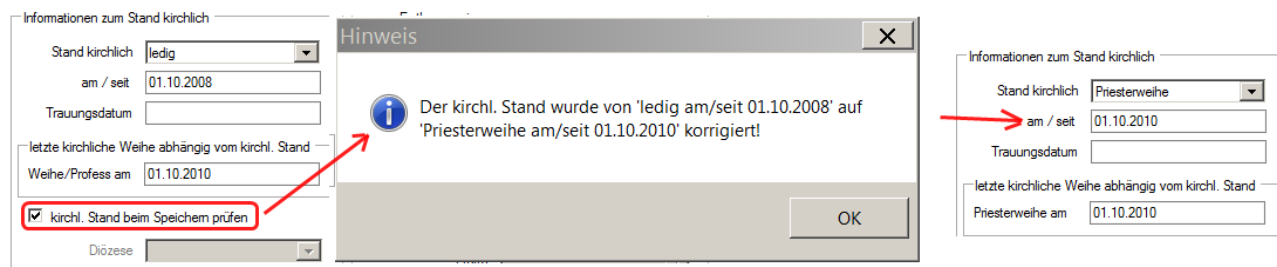 Informationen zum Stand kirchlich
Stand kirchlich ledig
am / seit 01.10.2008
Trauungsdatum
letzte kirchliche Weihe abhängig vom kirchl. Stand
Weihe/Profess am 01.10.2010
kirchl. Stand beim Speichern prüfen
Diözese
Hinweis
Der kirchl. Stand wurde von 'ledig am/seit 01.10.2008' auf
'Priesterweihe am/seit 01.10.2010' korrigiert!
OK
Informationen zum Stand kirchlich
Stand kirchlich Priesterweihe
am / seit 01.10.2010
Trauungsdatum
letzte kirchliche Weihe abhängig vom kirchl. Stand
Priesterweihe am 01.10.2010